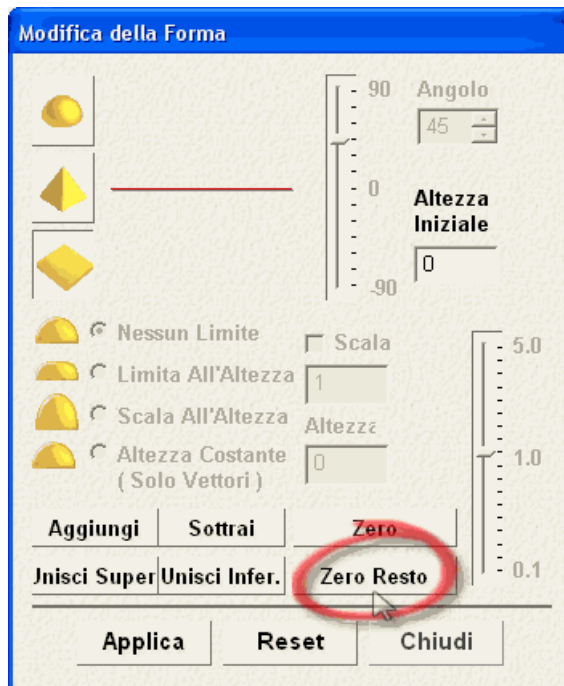 Modifica della Forma
90 Angolo
45
0
Altezza
Iniziale
0
-90
Nessun Limite
Scala
5.0
Limita All'Altezza
1
Scala All'Altezza
Altezza
Altezza Costante
( Solo Vettori )
0
1.0
Aggiungi Sottrai Zero
Unisci Super Unisci Infer. Zero Resto
0.1
Applica Reset Chiudi